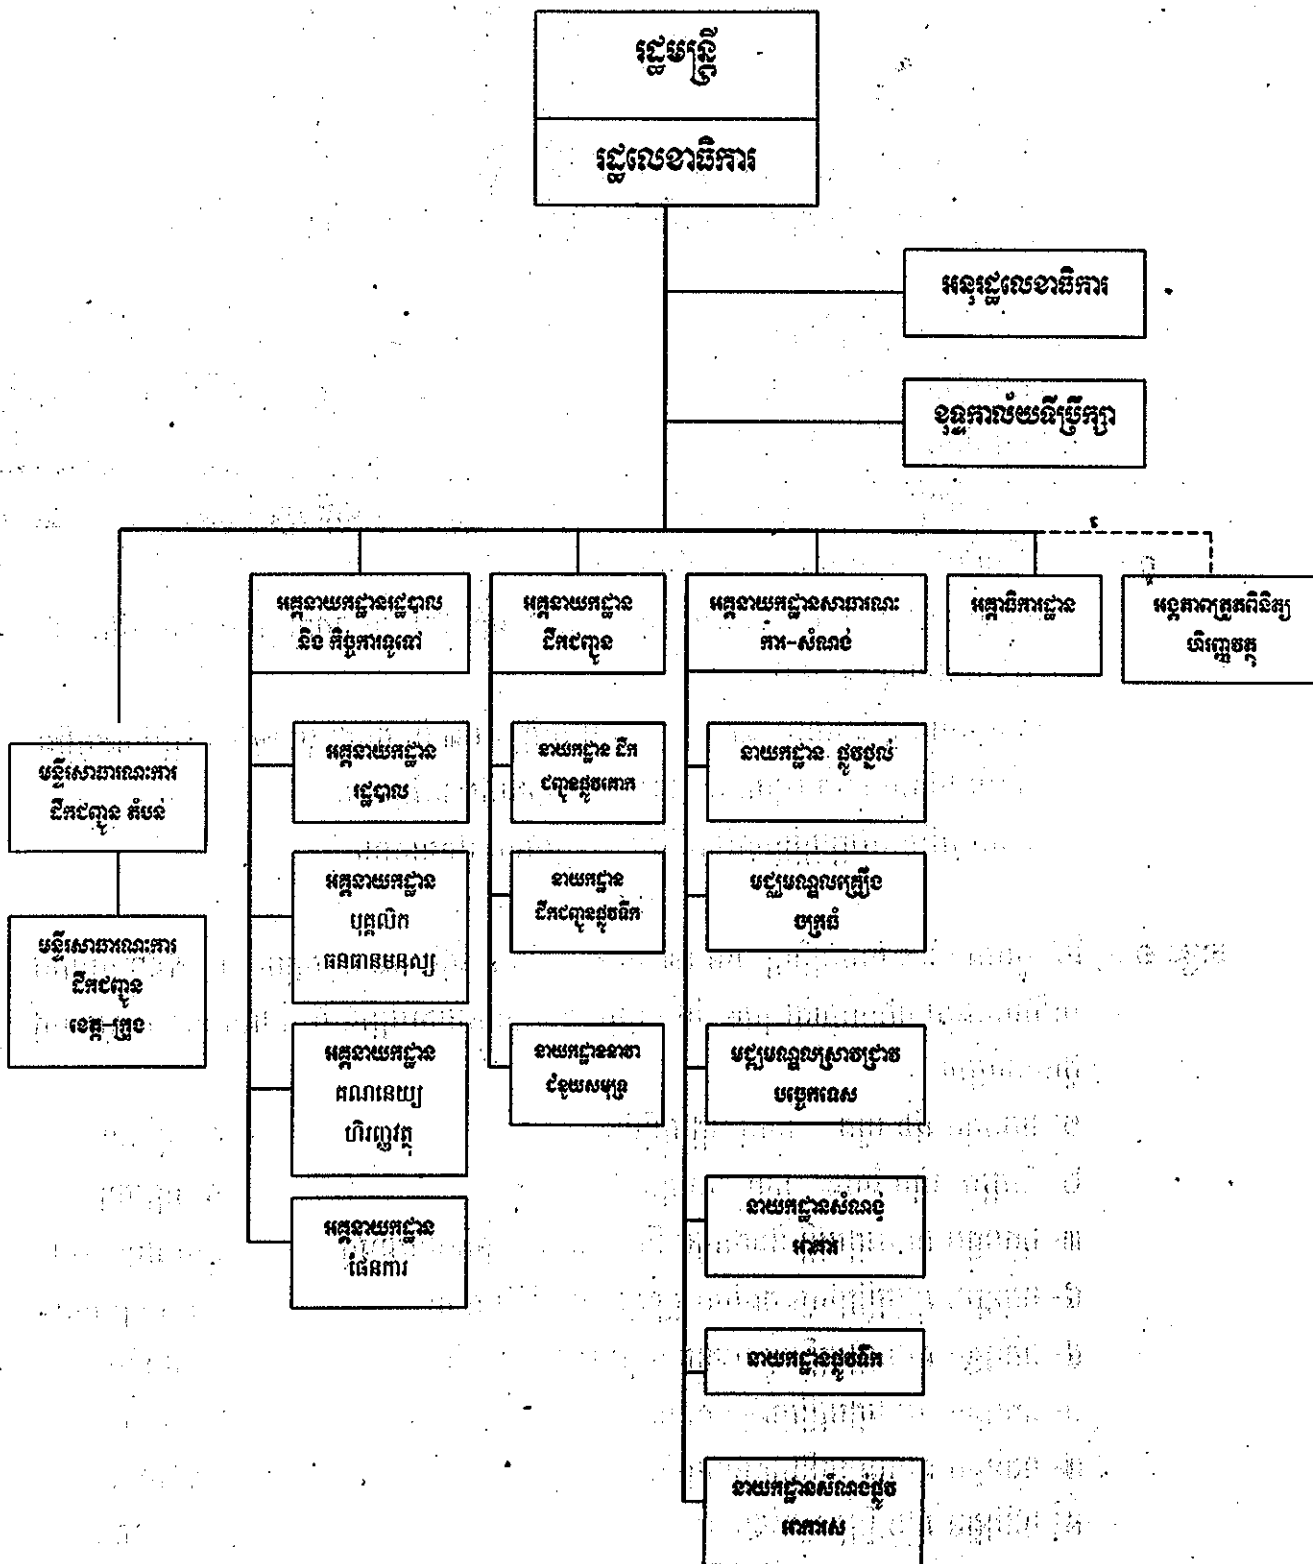 រដ្ឋមន្ត្រី
រដ្ឋលេខាធិការ
អនុរដ្ឋលេខាធិការ
ខុទ្ទកាល័យទីប្រឹក្សា
អគ្គនាយកដ្ឋានរដ្ឋបាល
និង កិច្ចការទូទៅ
អគ្គនាយកដ្ឋាន
ដឹកជញ្ជូន
អគ្គនាយកដ្ឋានសាធារណះ
ការ-សំណង់
អគ្គាធិការដ្ឋាន
អង្គភាពត្រួតពិនិត្យ
ហិរញ្ញវត្ថុ
មន្ទីរសាធារណះការ
ដឹកជញ្ជូន តំបន់
មន្ទីរសាធារណះការ
ដឹកជញ្ជូន
ខេត្ត-ក្រុង
អគ្គនាយកដ្ឋាន
រដ្ឋបាល
អគ្គនាយកដ្ឋាន
បុគ្គលិក
ធនធានមនុស្ស
អគ្គនាយកដ្ឋាន
គណនេយ្យ
ហិរញ្ញវត្ថុ
អគ្គនាយកដ្ឋាន
ផែនការ
នាយកដ្ឋាន ដឹក
ជញ្ជូនផ្លូវគោក
នាយកដ្ឋាន
ដឹកជញ្ជូនផ្លូវទឹក
នាយកដ្ឋាននាវា
ជំនួយសមុទ្រ
នាយកដ្ឋាន ផ្លូវថ្នល់
មជ្ឈមណ្ឌលគ្រឿង
ចក្រធំ
មជ្ឈមណ្ឌលស្រាវជ្រាវ
បច្ចេកទេស
នាយកដ្ឋានសំណង់
អាគារ
នាយកដ្ឋានផ្លូវទឹក
នាយកដ្ឋានសំណង់ផ្លូវ
អាកាស